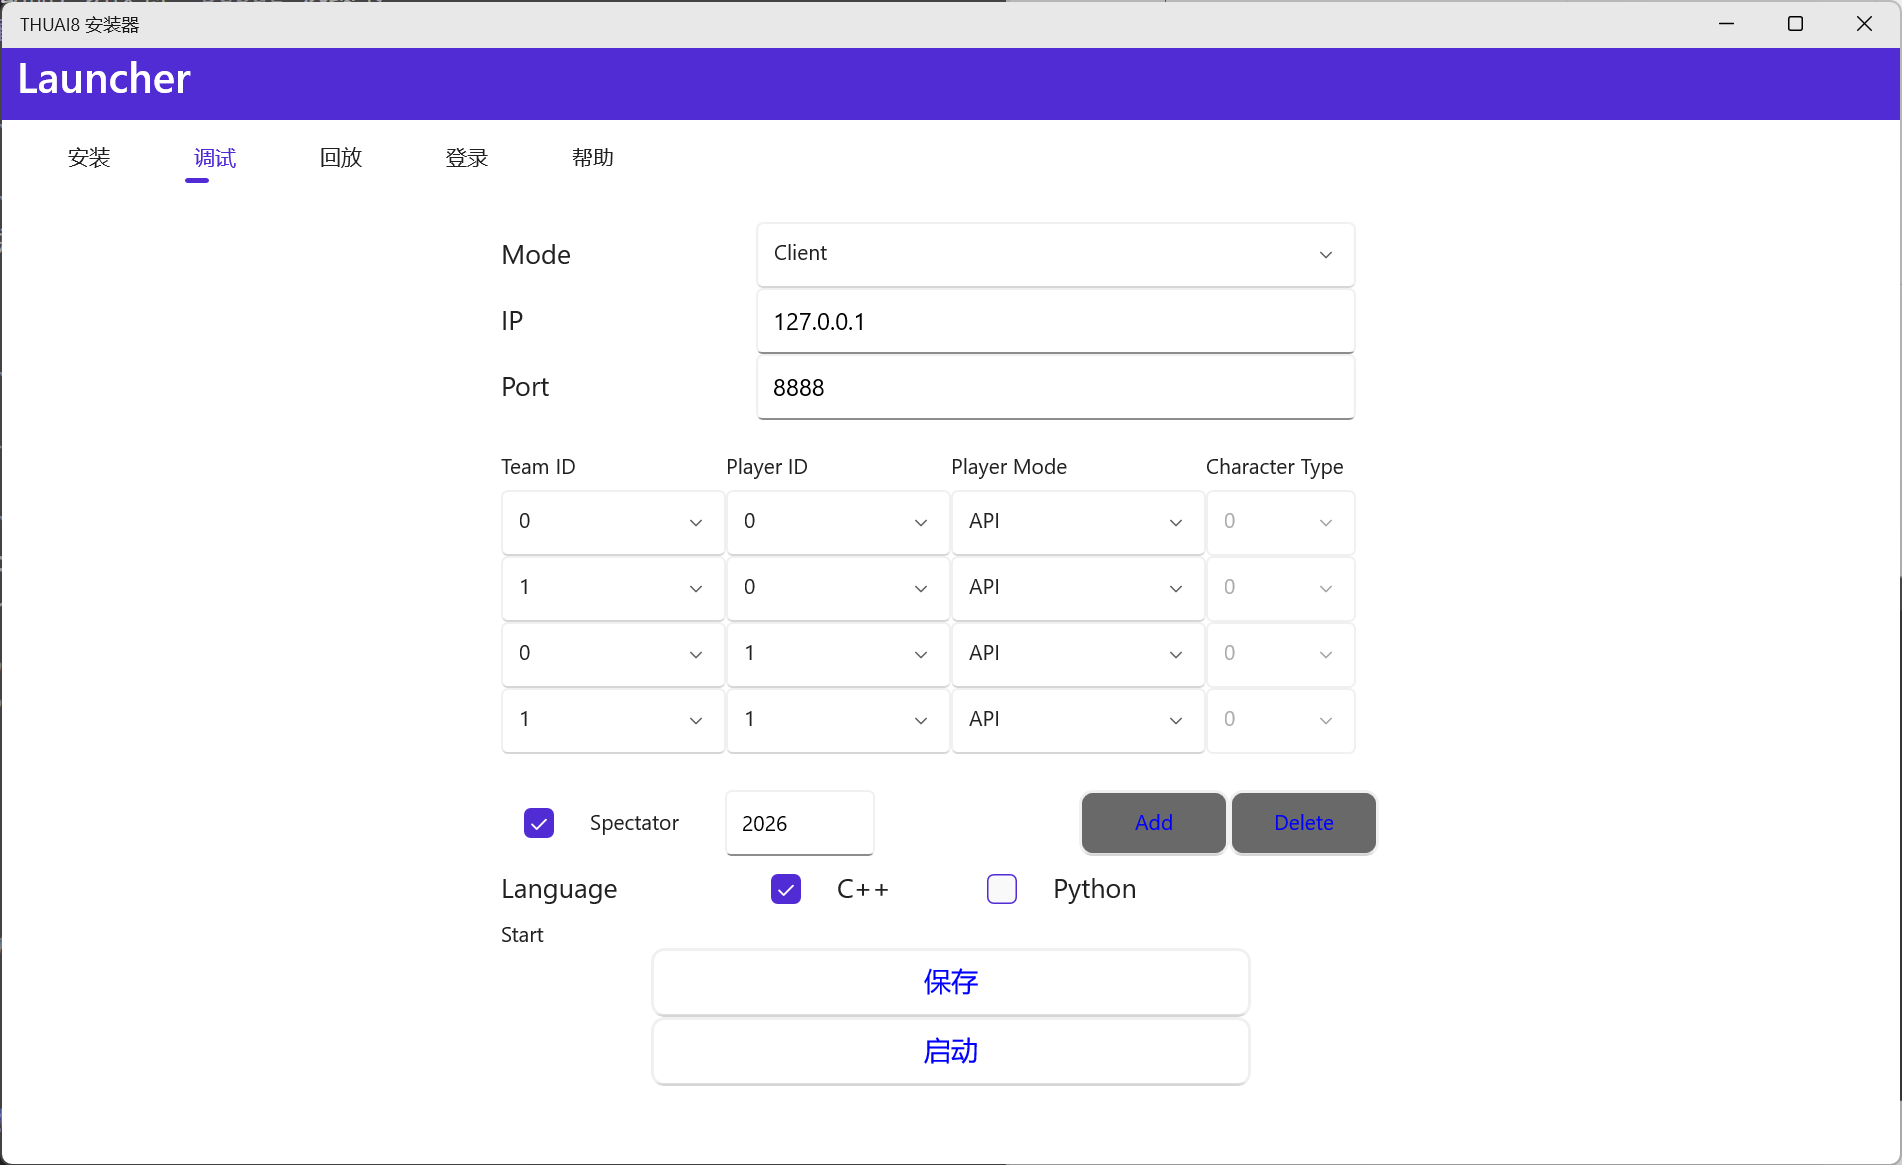 THUAI8 安装器
Launcher
安装 调试 回放 登录 帮助
Mode Client
IP 127.0.0.1
Port 8888
Team ID Player ID Player Mode Character Type
0 0 API 0
1 0 API 0
0 1 API 0
1 1 API 0
Spectator 2026 Add Delete
Language C++ Python
Start
保存
启动